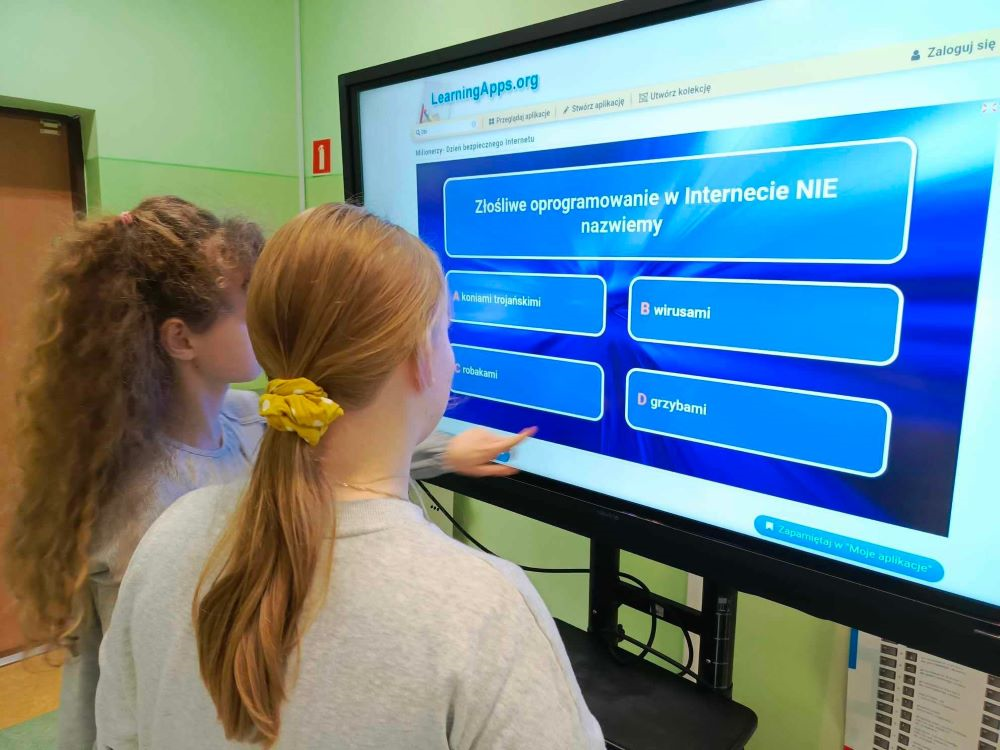 LearningApps.org
Zaloguj się
Przeglądaj aplikacje
Stwórz aplikację
Utwórz kolekcję
Milionerzy- Dzień bezpiecznego Internetu
Złośliwe oprogramowanie w Internecie NIE
nazwiemy
A koniami trojańskimi
B wirusami
C robakami
D grzybami
Zapamiętaj w "Moje aplikacje"